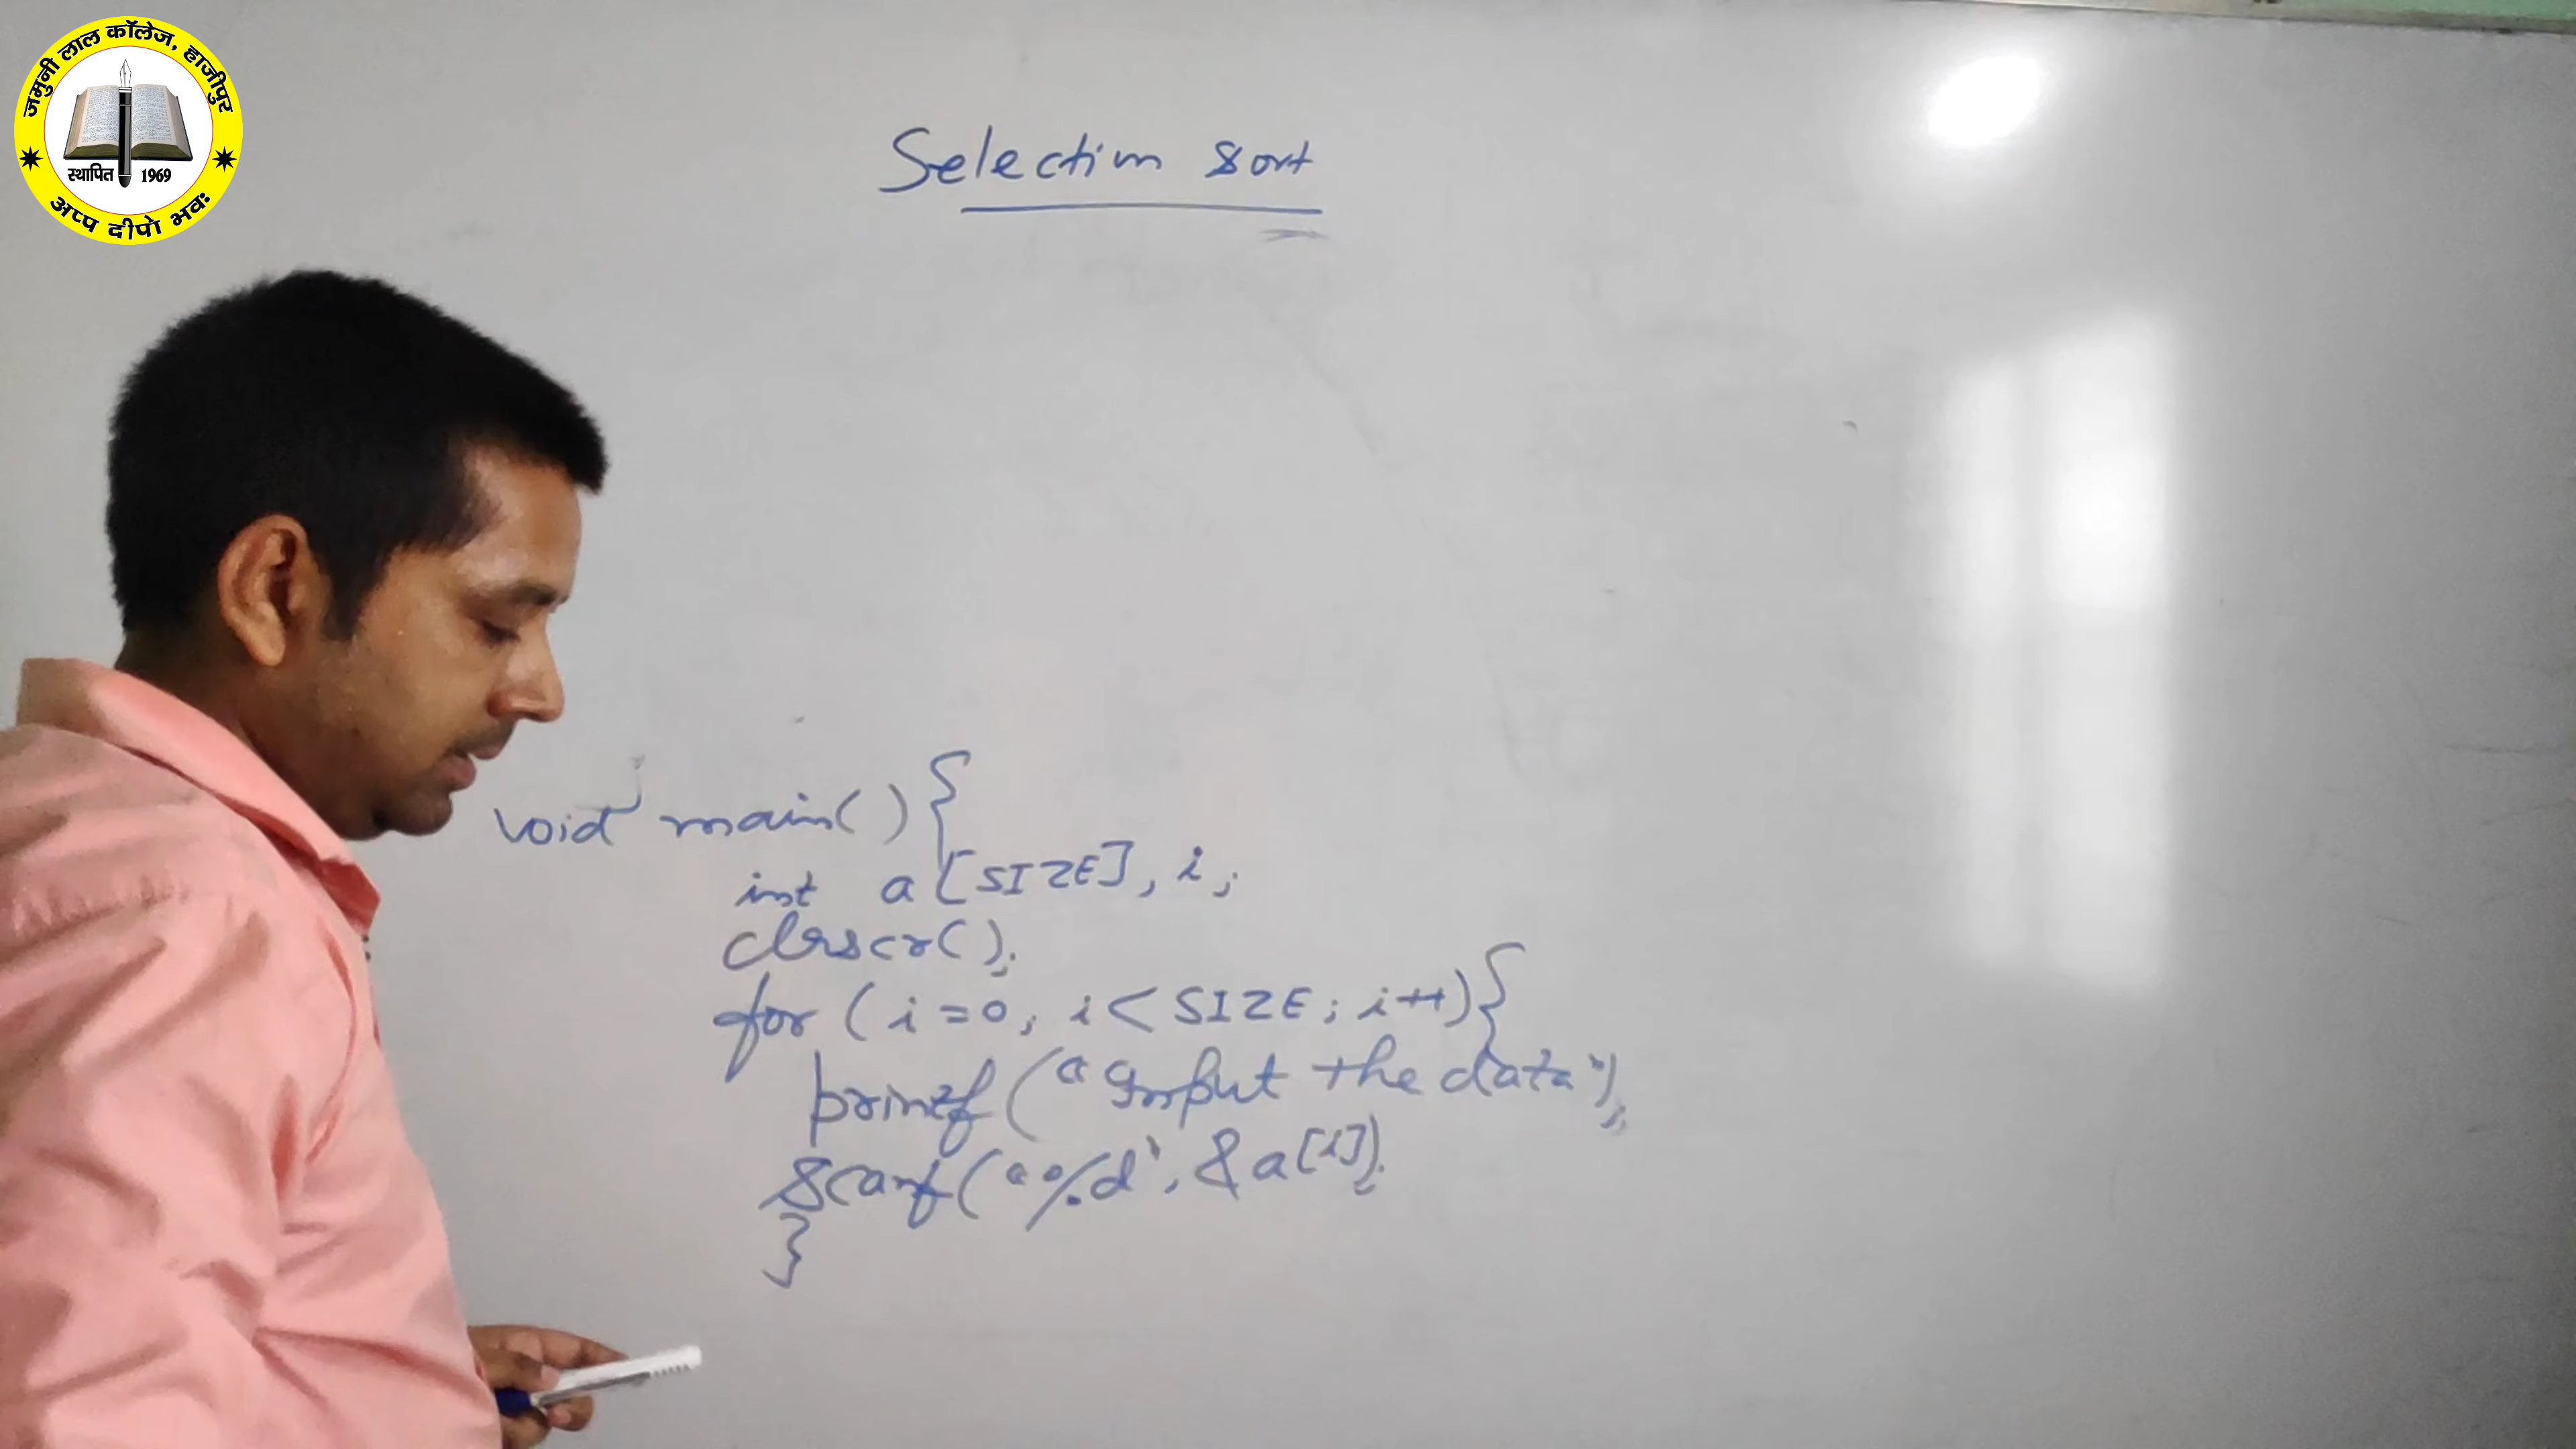 जमुनी लाल कॉलेज, हाजीपुर
स्थापित 1969
अप्प दीपो भवः
Selection sort
void main( ) {
int a[SIZE], i;
clrscr( );
for (i=0; i<SIZE; i++){
printf("Input the data");
scanf("%d", &a[i]);
}